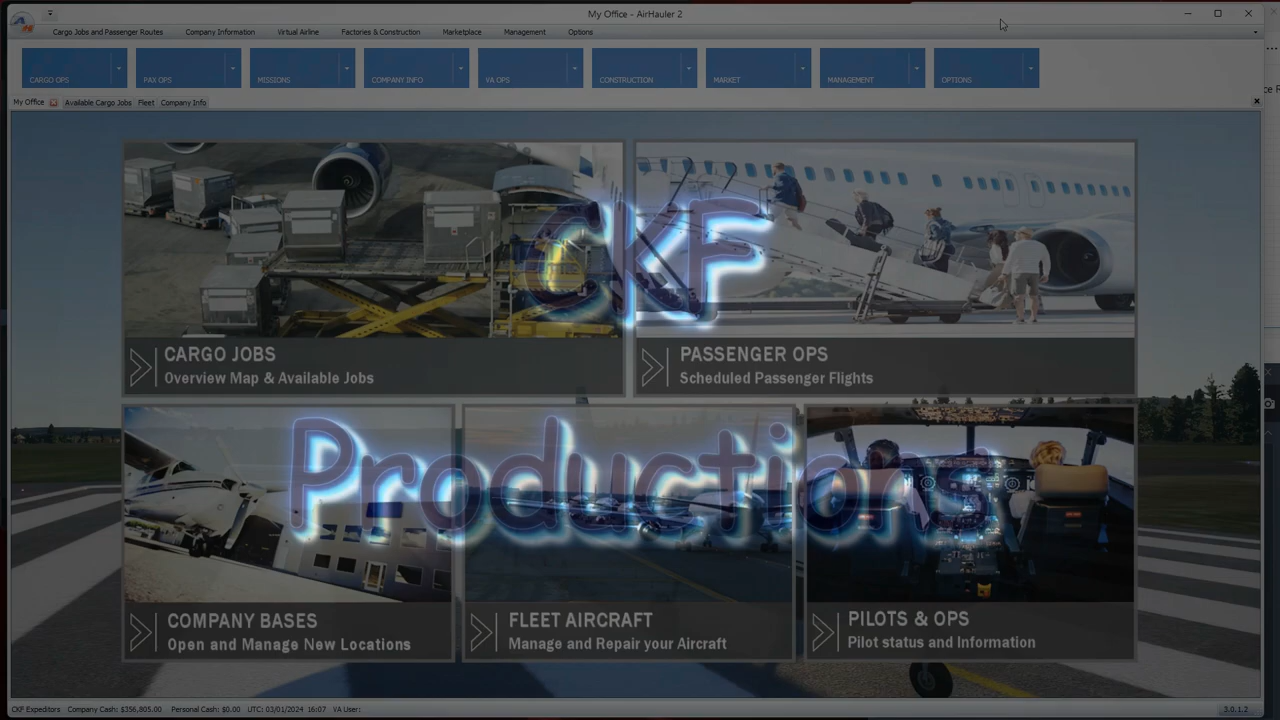 My Office - AirHauler 2
Cargo Jobs and Passenger Routes Company Information Virtual Airline Factories & Construction Marketplace Management Options
CARGO OPS PAX OPS MISSIONS COMPANY INFO VA OPS CONSTRUCTION MARKET MANAGEMENT OPTIONS
My Office Available Cargo Jobs Fleet Company Info
CKF
CARGO JOBS
Overview Map & Available Jobs
PASSENGER OPS
Scheduled Passenger Flights
Productions
COMPANY BASES
Open and Manage New Locations
FLEET AIRCRAFT
Manage and Repair your Aircraft
PILOTS & OPS
Pilot status and Information
CKF Expeditors Company Cash: $356,805.00 Personal Cash: $0.00 UTC: 03/01/2024 16:07 VA User:
3.0.1.2